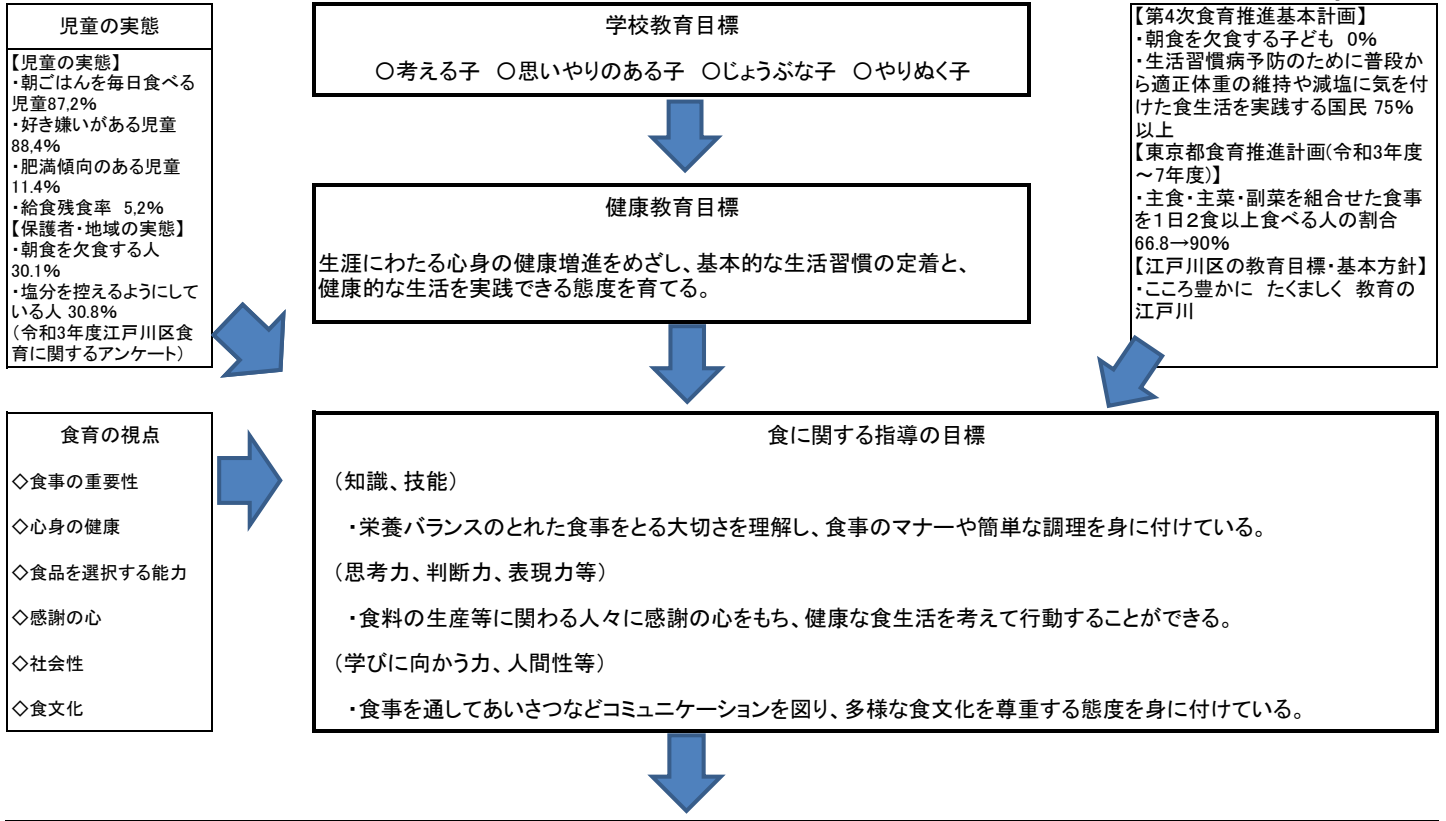 児童の実態
【児童の実態】
・朝ごはんを毎日食べる
児童87,2%
・好き嫌いがある児童
88,4%
・肥満傾向のある児童
11.4%
・給食残食率 5,2%
【保護者・地域の実態】
・朝食を欠食する人
30.1%
・塩分を控えるようにして
いる人 30.8%
(令和3年度江戸川区食
育に関するアンケート)
学校教育目標
○考える子 ○思いやりのある子 ○じょうぶな子 ○やりぬく子
健康教育目標
生涯にわたる心身の健康増進をめざし、基本的な生活習慣の定着と、
健康的な生活を実践できる態度を育てる。
【第4次食育推進基本計画】
・朝食を欠食する子ども 0%
・生活習慣病予防のために普段か
ら適正体重の維持や減塩に気を付
けた食生活を実践する国民 75%
以上
【東京都食育推進計画(令和3年度
～7年度)】
・主食・主菜・副菜を組合せた食事
を1日2食以上食べる人の割合
66.8→90%
【江戸川区の教育目標・基本方針】
・こころ豊かに たくましく 教育の
江戸川
食育の視点
◇食事の重要性
◇心身の健康
◇食品を選択する能力
◇感謝の心
◇社会性
◇食文化
食に関する指導の目標
(知識、技能)
・栄養バランスのとれた食事をとる大切さを理解し、食事のマナーや簡単な調理を身に付けている。
(思考力、判断力、表現力等)
・食料の生産等に関わる人々に感謝の心をもち、健康な食生活を考えて行動することができる。
(学びに向かう力、人間性等)
・食事を通してあいさつなどコミュニケーションを図り、多様な食文化を尊重する態度を身に付けている。